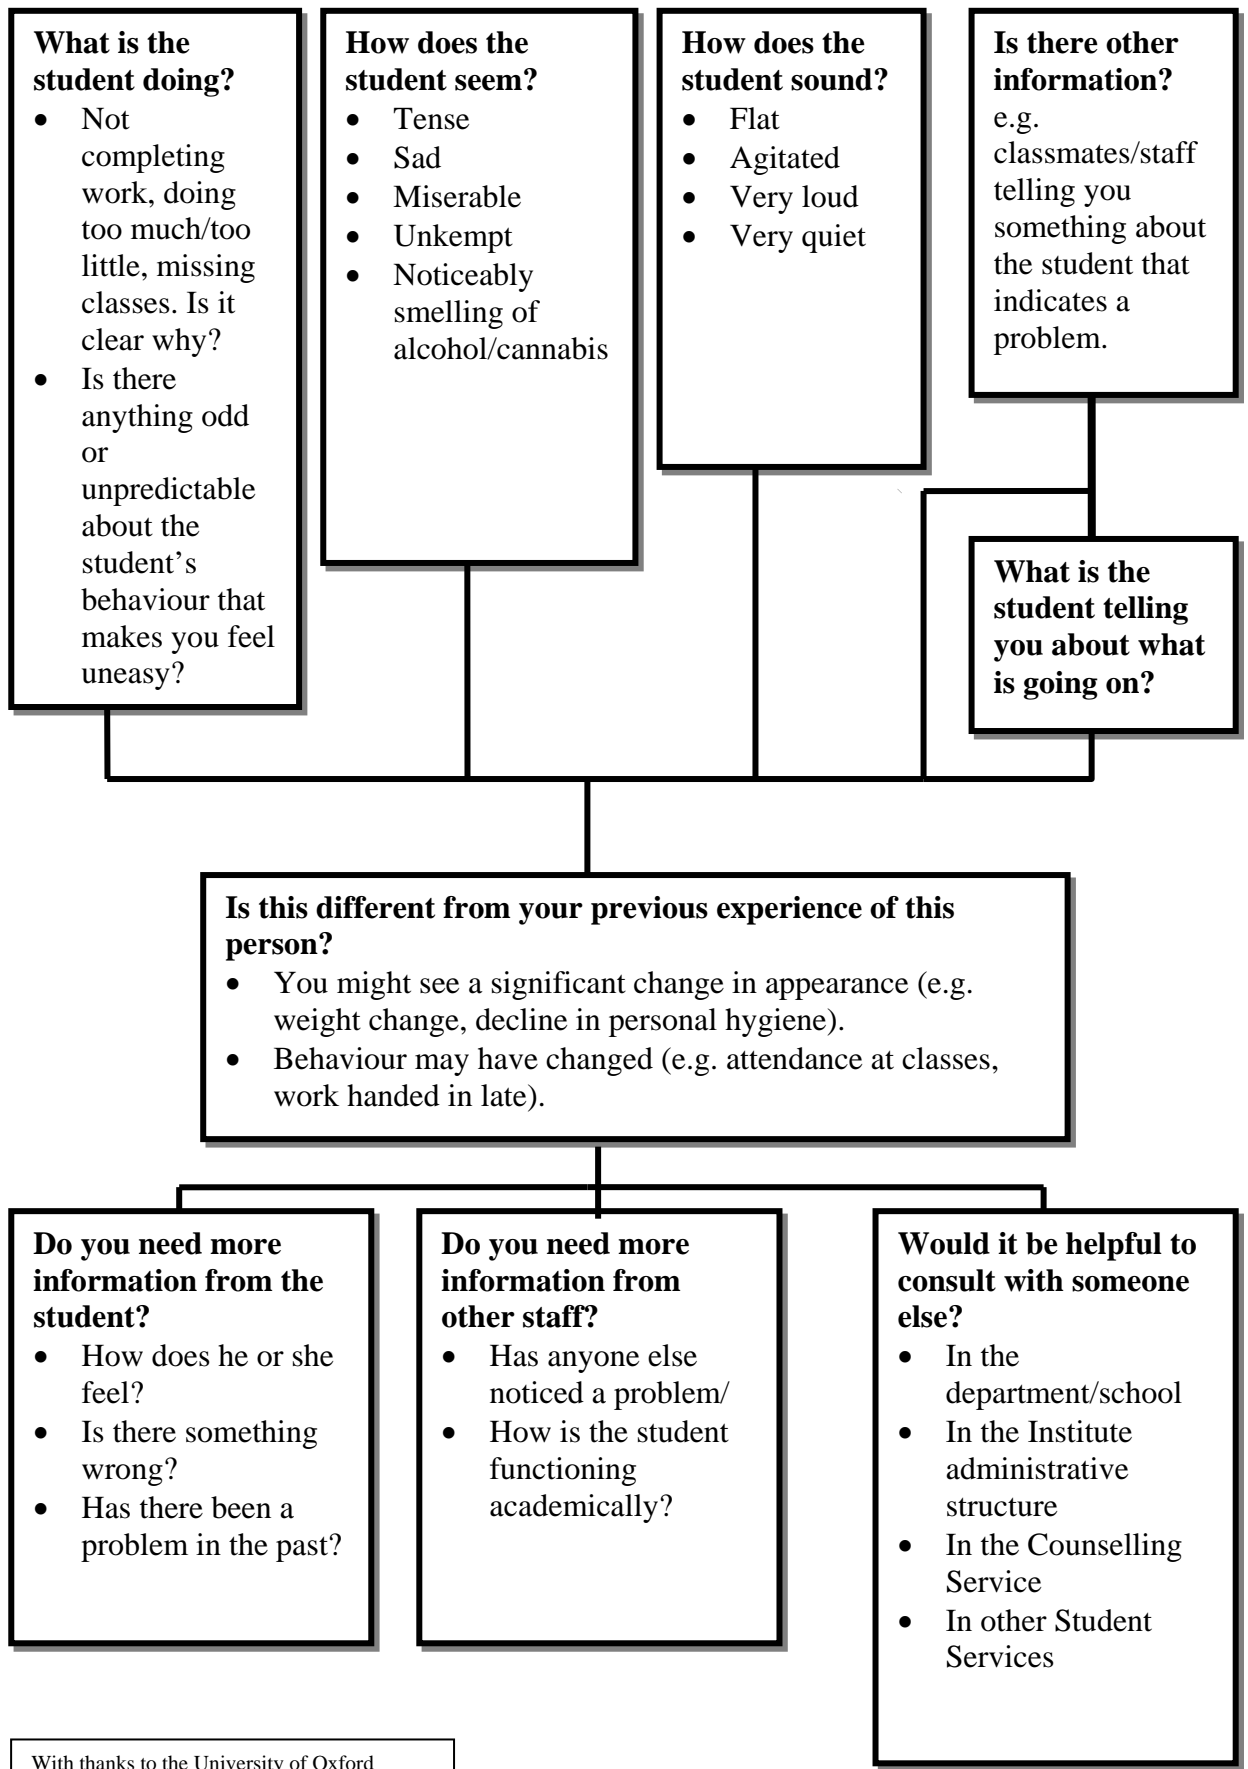 What is the
student doing?
• Not
completing
work, doing
too much/too
little, missing
classes. Is it
clear why?
• Is there
anything odd
or
unpredictable
about the
student’s
behaviour that
makes you feel
uneasy?
How does the
student seem?
• Tense
• Sad
• Miserable
• Unkempt
• Noticeably
smelling of
alcohol/cannabis
How does the
student sound?
• Flat
• Agitated
• Very loud
• Very quiet
Is there other
information?
e.g.
classmates/staff
telling you
something about
the student that
indicates a
problem.
What is the
student telling
you about what
is going on?
Is this different from your previous experience of this
person?
• You might see a significant change in appearance (e.g.
weight change, decline in personal hygiene).
• Behaviour may have changed (e.g. attendance at classes,
work handed in late).
Do you need more
information from the
student?
• How does he or she
feel?
• Is there something
wrong?
• Has there been a
problem in the past?
Do you need more
information from
other staff?
• Has anyone else
noticed a problem/
• How is the student
functioning
academically?
Would it be helpful to
consult with someone
else?
• In the
department/school
• In the Institute
administrative
structure
• In the Counselling
Service
• In other Student
Services
With thanks to the University of Oxford